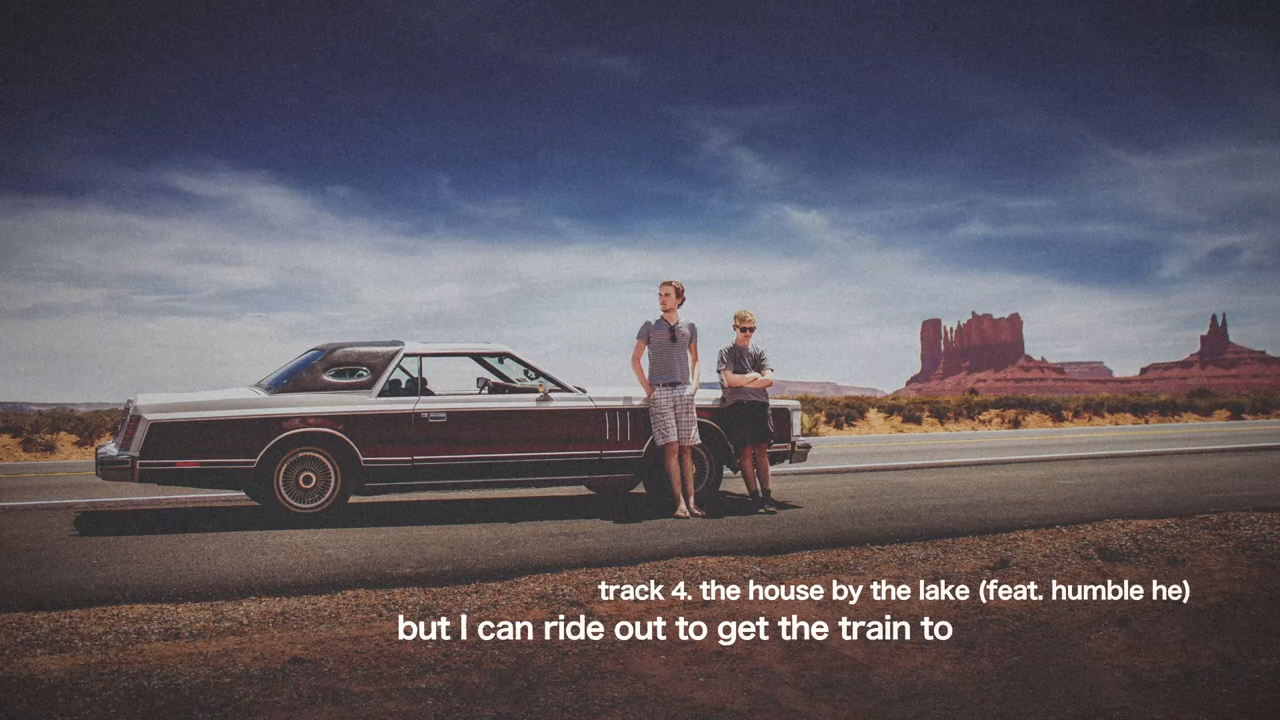 track 4. the house by the lake (feat. humble he)
but I can ride out to get the train to